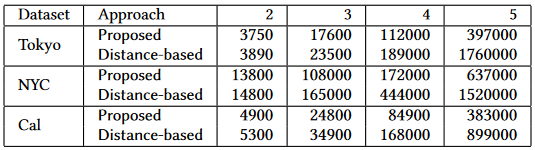 Dataset Approach 2 3 4 5
Tokyo Proposed 3750 17600 112000 397000
Distance-based 3890 23500 189000 1760000
NYC Proposed 13800 108000 172000 637000
Distance-based 14800 165000 444000 1520000
Cal Proposed 4900 24800 84900 383000
Distance-based 5300 34900 168000 899000